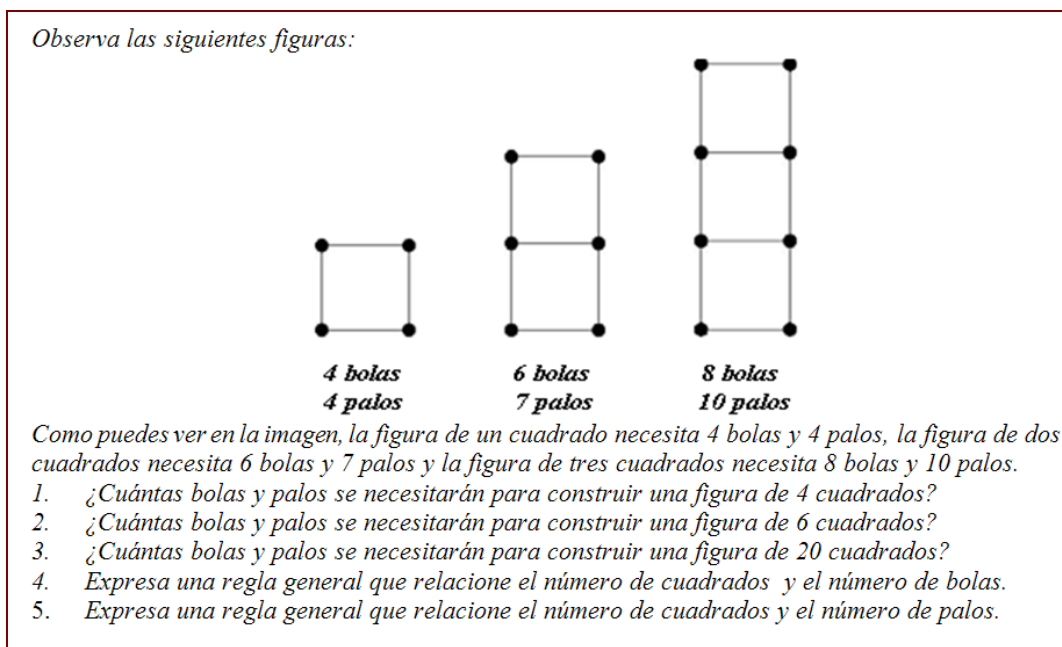 Observa las siguientes figuras:
4 bolas 6 bolas 8 bolas
4 palos 7 palos 10 palos
Como puedes ver en la imagen, la figura de un cuadrado necesita 4 bolas y 4 palos, la figura de dos
cuadrados necesita 6 bolas y 7 palos y la figura de tres cuadrados necesita 8 bolas y 10 palos.
1. ¿Cuántas bolas y palos se necesitarán para construir una figura de 4 cuadrados?
2. ¿Cuántas bolas y palos se necesitarán para construir una figura de 6 cuadrados?
3. ¿Cuántas bolas y palos se necesitarán para construir una figura de 20 cuadrados?
4. Expresa una regla general que relacione el número de cuadrados y el número de bolas.
5. Expresa una regla general que relacione el número de cuadrados y el número de palos.